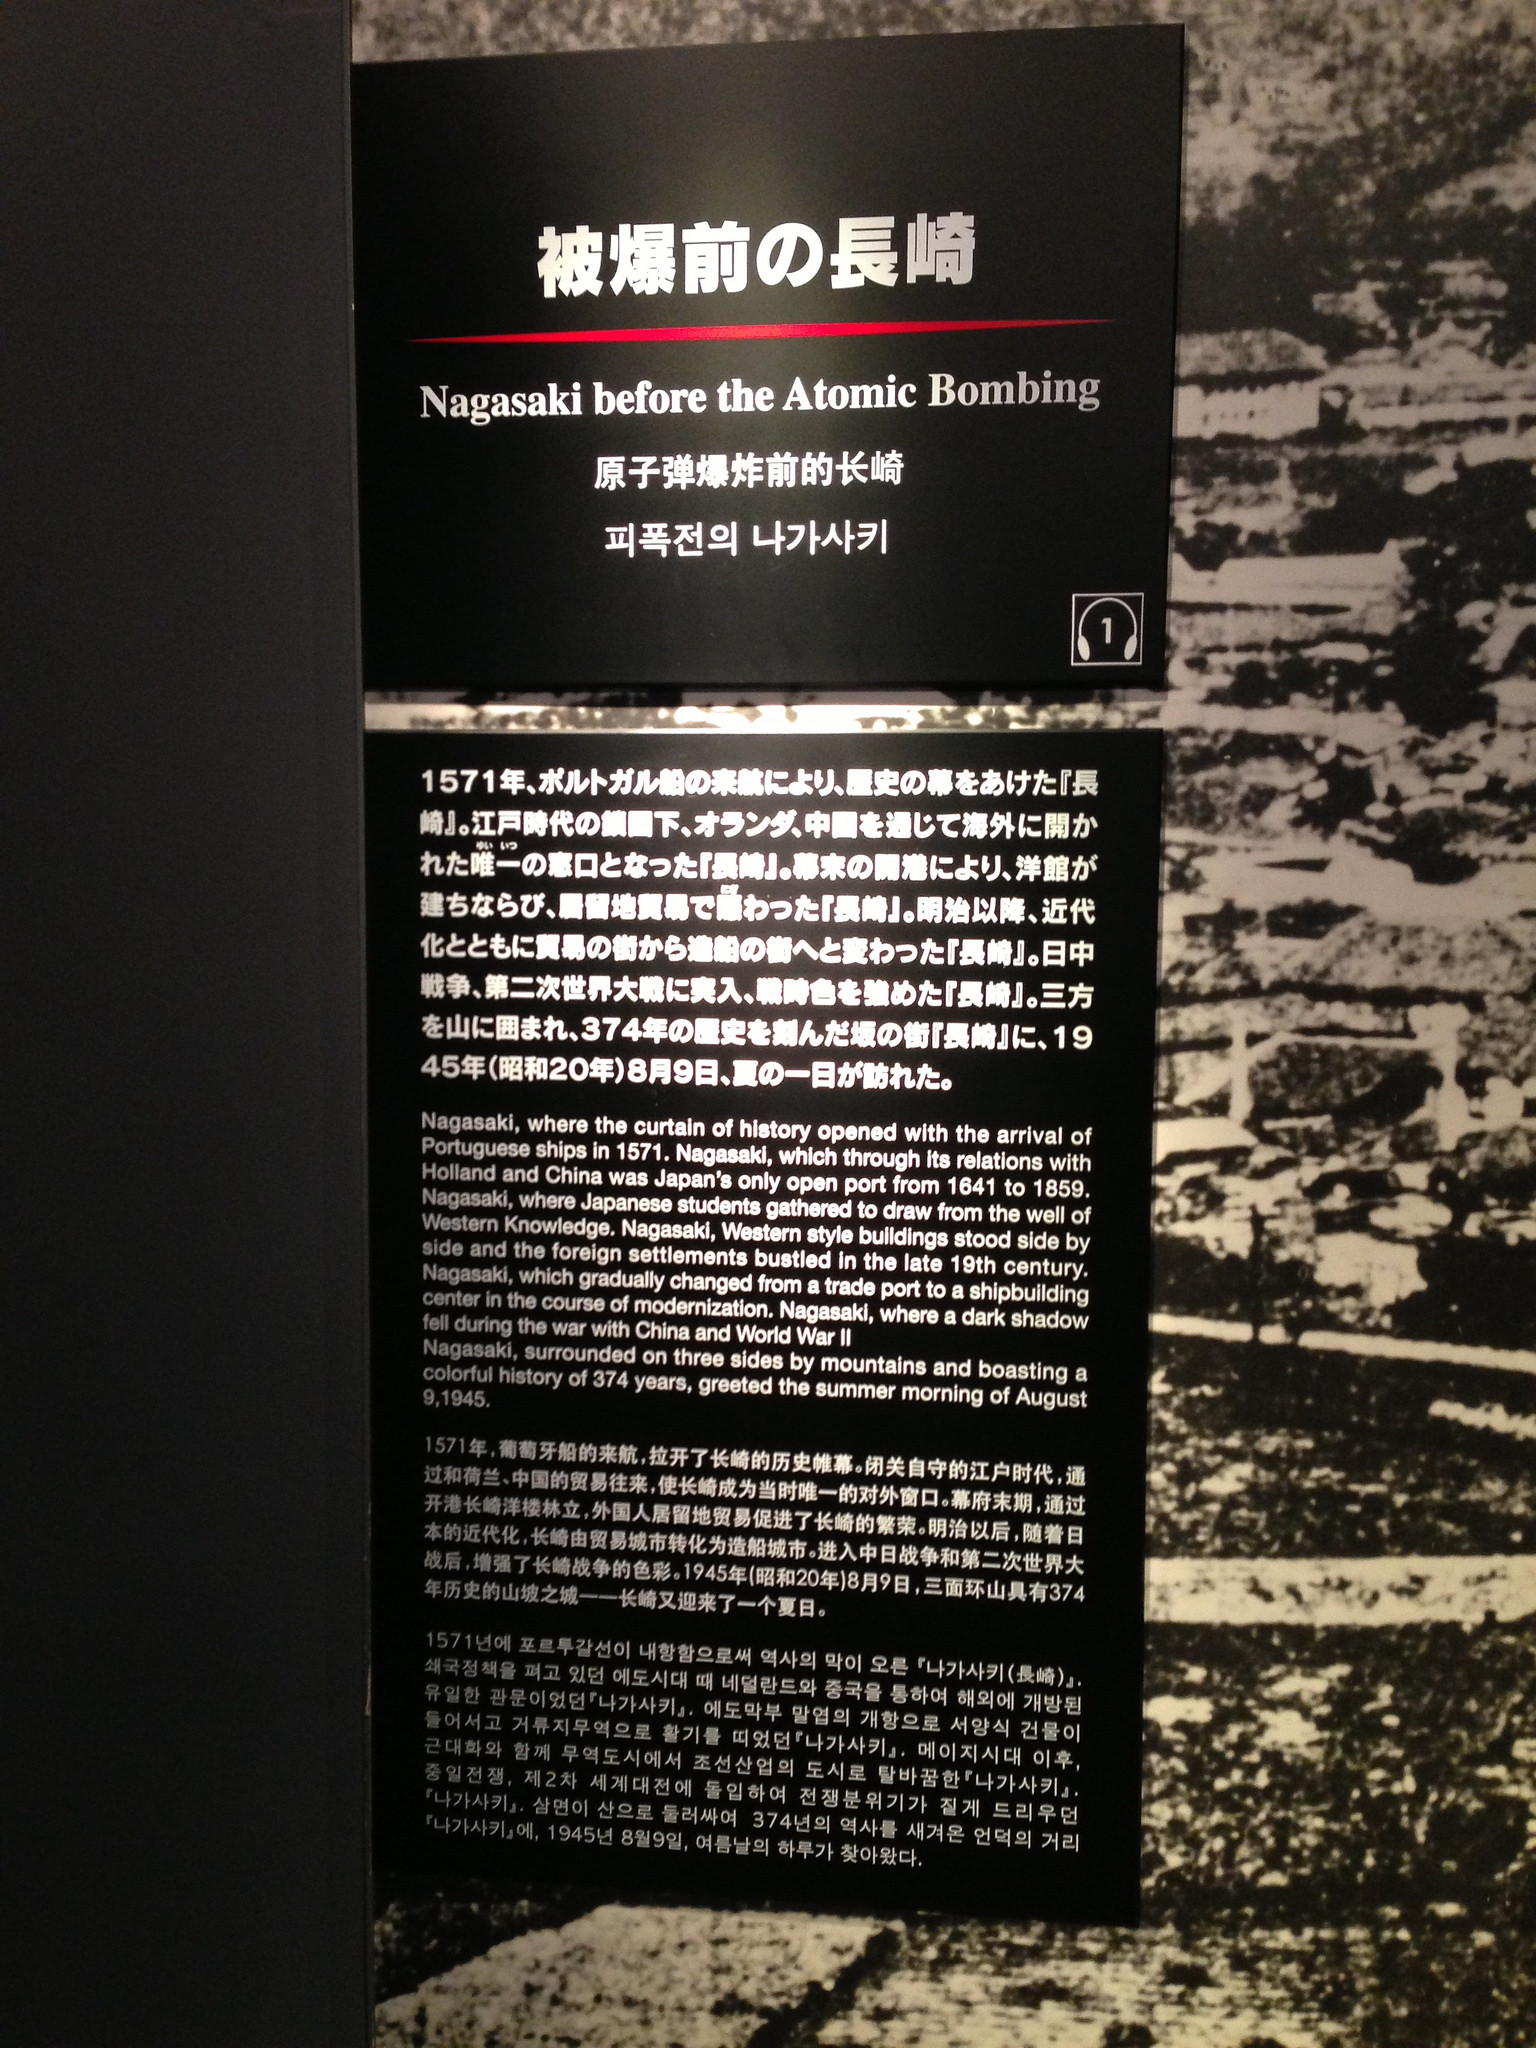 被爆前の長崎
Nagasaki before the Atomic Bombing
原子弹爆炸前的长崎
피폭전의 나가사키
1
1571年、ポルトガル船の来航により、歴史の幕をあけた『長
崎』。江戸時代の鎖国下、オランダ、中国を通じて海外に開か
ゆい いつ
れた唯一の窓口となった『長崎』。幕末の開港により、洋館が
にぎ
建ちならび、居留地貿易で賑わった『長崎』。明治以降、近代
化とともに貿易の街から造船の街へと変わった『長崎』。日中
戦争、第二次世界大戦に突入、戦時色を強めた『長崎』。三方
を山に囲まれ、374年の歴史を刻んだ坂の街『長崎』に、19
45年(昭和20年)8月9日、夏の一日が訪れた。
Nagasaki, where the curtain of history opened with the arrival of
Portuguese ships in 1571. Nagasaki, which through its relations with
Holland and China was Japan's only open port from 1641 to 1859.
Nagasaki, where Japanese students gathered to draw from the well of
Western Knowledge. Nagasaki, Western style buildings stood side by
side and the foreign settlements bustled in the late 19th century.
Nagasaki, which gradually changed from a trade port to a shipbuilding
center in the course of modernization. Nagasaki, where a dark shadow
fell during the war with China and World War II
Nagasaki, surrounded on three sides by mountains and boasting a
colorful history of 374 years, greeted the summer morning of August
9,1945.
1571年，葡萄牙船的来航，拉开了长崎的历史帷幕。闭关自守的江户时代，通
过和荷兰、中国的贸易往来，使长崎成为当时唯一的对外窗口。幕府末期，通过
开港长崎洋楼林立，外国人居留地贸易促进了长崎的繁荣。明治以后，随着日
本的近代化，长崎由贸易城市转化为造船城市。进入中日战争和第二次世界大
战后，增强了长崎战争的色彩。1945年(昭和20年)8月9日，三面环山具有374
年历史的山坡之城——长崎又迎来了一个夏日。
1571년에 포르투갈선이 내항함으로써 역사의 막이 오른 『나가사키(長崎)』.
쇄국정책을 펴고 있던 에도시대 때 네덜란드와 중국을 통하여 해외에 개방된
유일한 관문이었던『나가사키』. 에도막부 말엽의 개항으로 서양식 건물이
들어서고 거류지무역으로 활기를 띠었던『나가사키』. 메이지시대 이후,
근대화와 함께 무역도시에서 조선산업의 도시로 탈바꿈한『나가사키』.
중일전쟁, 제2차 세계대전에 돌입하여 전쟁분위기가 짙게 드리우던
『나가사키』. 삼면이 산으로 둘러싸여 374년의 역사를 새겨온 언덕의 거리
『나가사키』에, 1945년 8월9일, 여름날의 하루가 찾아왔다.